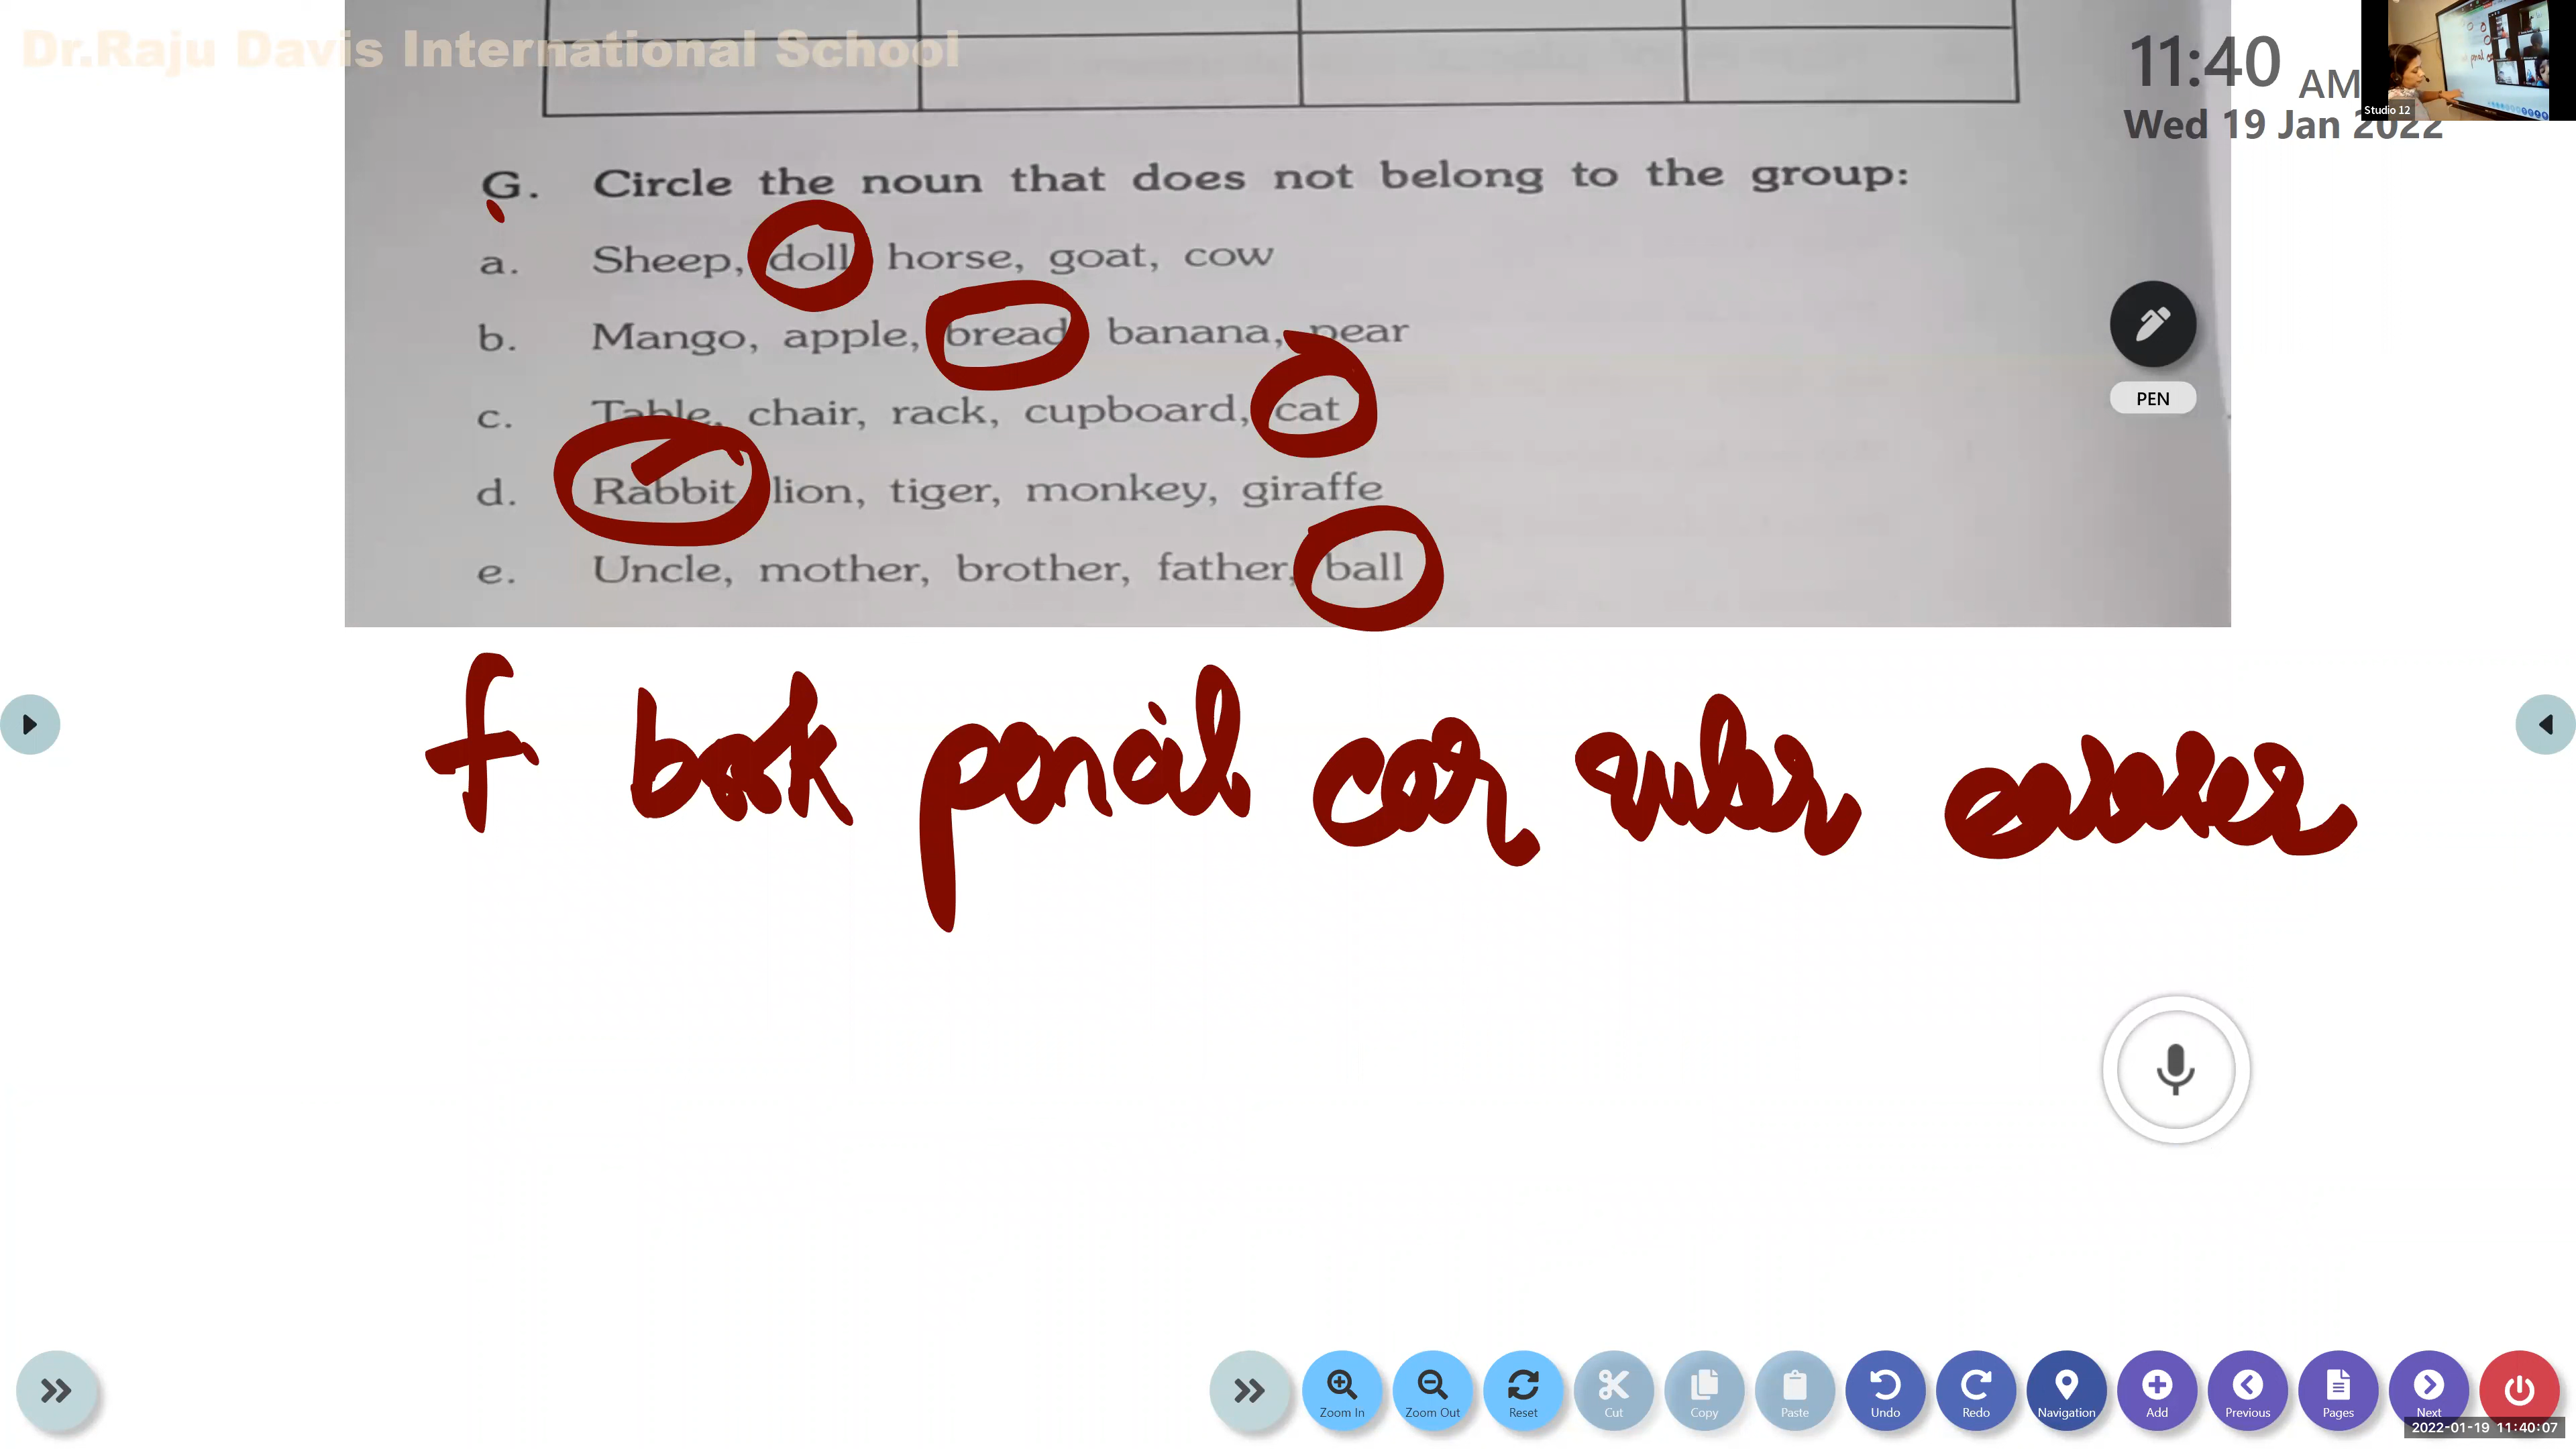 Dr.Raju Davis International School
11:40 AM
Wed 19 Jan 2022
Studio 12
G. Circle the noun that does not belong to the group:
a. Sheep, doll, horse, goat, cow
b. Mango, apple, bread, banana, pear
c. Table, chair, rack, cupboard, cat
d. Rabbit, lion, tiger, monkey, giraffe
e. Uncle, mother, brother, father, ball
PEN
f book pencil car ruler eraser
Zoom In Zoom Out Reset Cut Copy Paste Undo Redo Navigation Add Previous Pages Next
2022-01-19 11:40:07